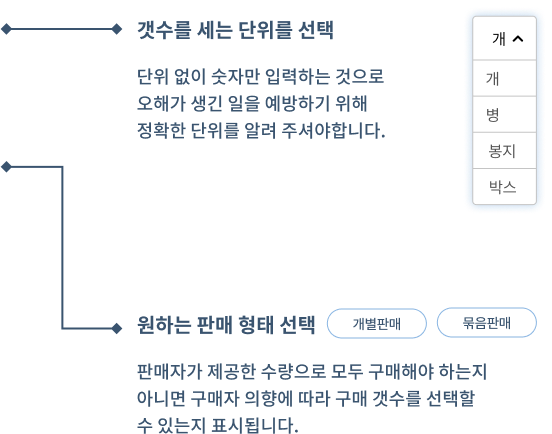 갯수를 세는 단위를 선택
단위 없이 숫자만 입력하는 것으로
오해가 생긴 일을 예방하기 위해
정확한 단위를 알려 주셔야합니다.
개
개
병
봉지
박스
원하는 판매 형태 선택
개별판매
묶음판매
판매자가 제공한 수량으로 모두 구매해야 하는지
아니면 구매자 의향에 따라 구매 갯수를 선택할
수 있는지 표시됩니다.